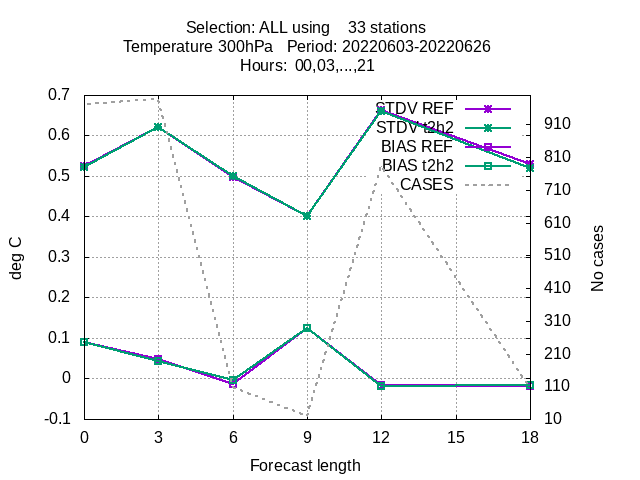 Selection: ALL using    33 stations
Temperature 300hPa   Period: 20220603-20220626
Hours:  00,03,...,21
0.7
0.6
0.5
0.4
0.3
0.2
0.1
0
-0.1
deg C
STDV REF
STDV t2h2
BIAS REF
BIAS t2h2
CASES
910
810
710
610
510
410
310
210
110
10
No cases
0 3 6 9 12 15 18
Forecast length